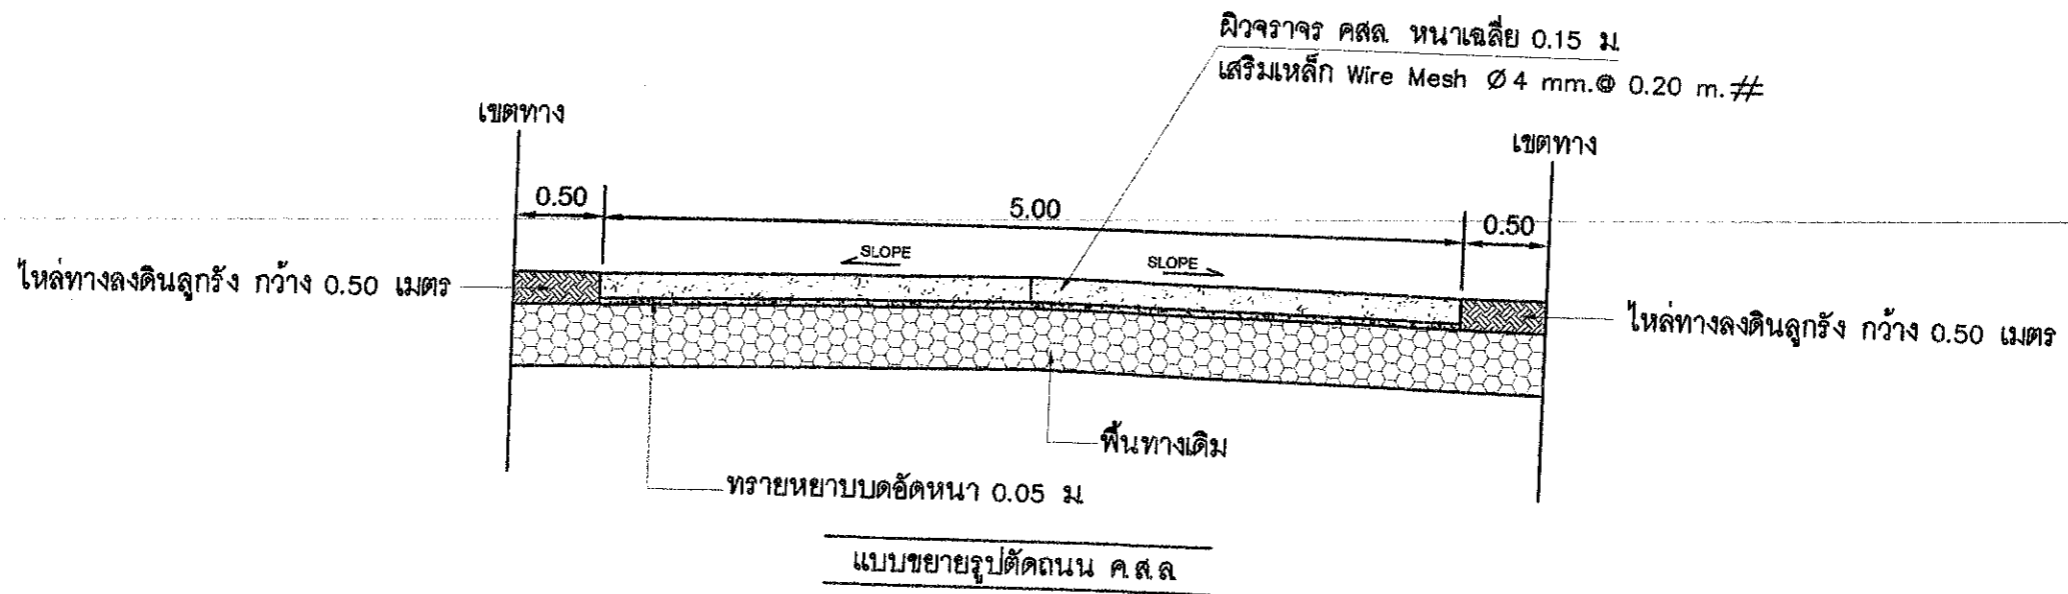 ผิวจราจร คสล. หนาเฉลี่ย 0.15 ม.
เสริมเหล็ก Wire Mesh Ø 4 mm.@ 0.20 m.#
เขตทาง
เขตทาง
0.50
5.00
0.50
SLOPE
SLOPE
ไหล่ทางลงดินลูกรัง กว้าง 0.50 เมตร
ไหล่ทางลงดินลูกรัง กว้าง 0.50 เมตร
พื้นทางเดิม
ทรายหยาบบดอัดหนา 0.05 ม.
แบบขยายรูปตัดถนน ค.ส.ล.